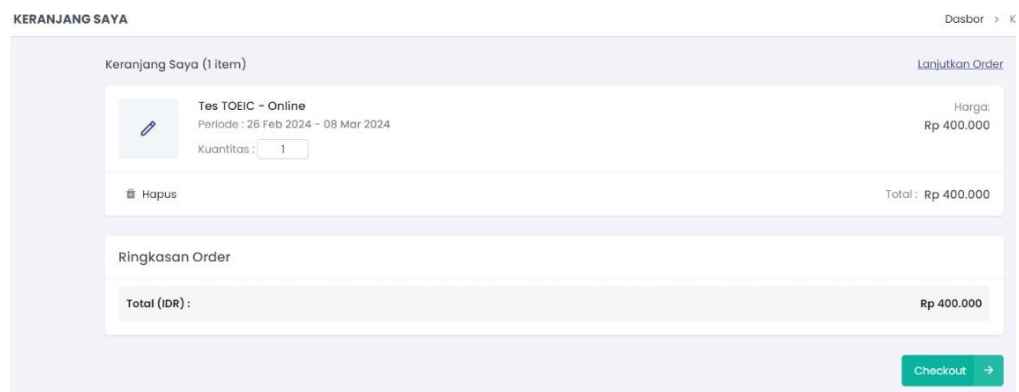 KERANJANG SAYA
Dasbor > K
Keranjang Saya (1 item)
Lanjutkan Order
Tes TOEIC - Online
Periode : 26 Feb 2024 - 08 Mar 2024
Kuantitas : 1
Harga:
Rp 400.000
Hapus
Total : Rp 400.000
Ringkasan Order
Total (IDR) :
Rp 400.000
Checkout →